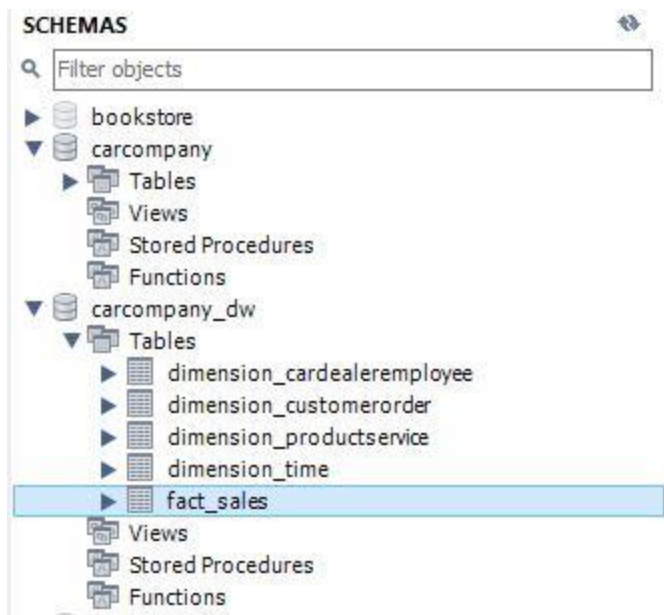 SCHEMAS
Filter objects
bookstore
carcompany
Tables
Views
Stored Procedures
Functions
carcompany_dw
Tables
dimension_cardealeremployee
dimension_customerorder
dimension_productservice
dimension_time
fact_sales
Views
Stored Procedures
Functions